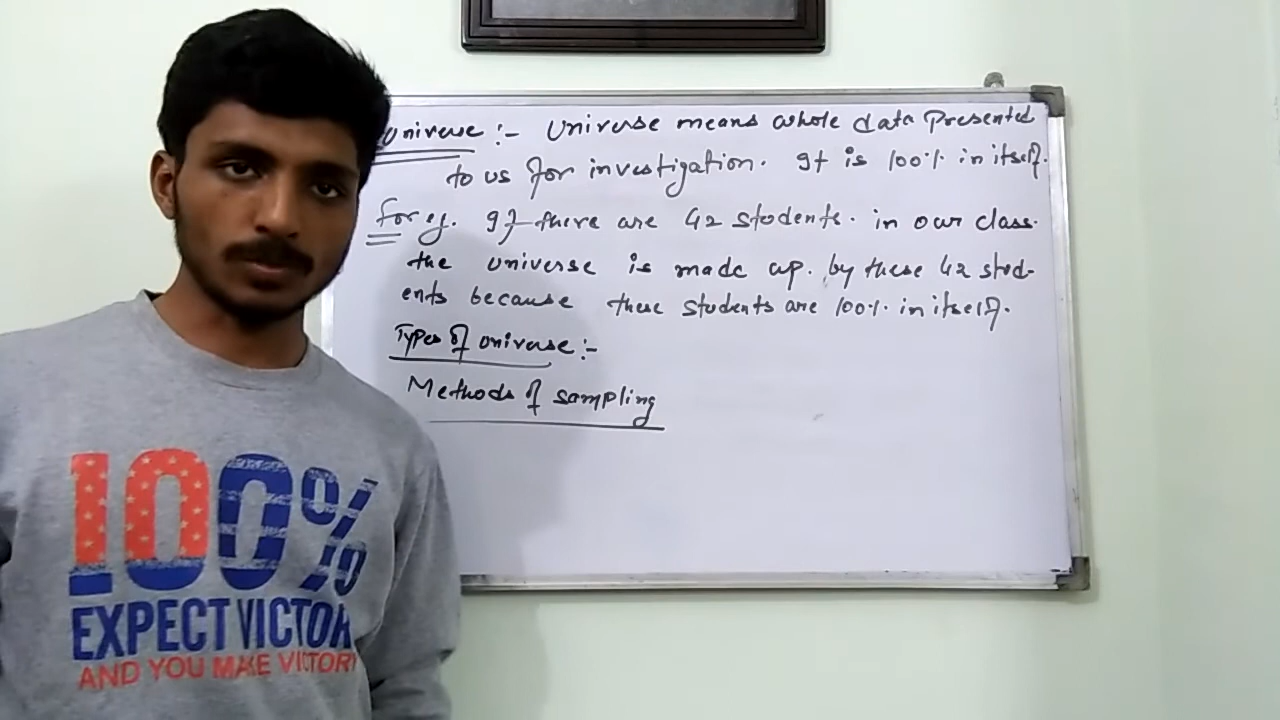 Universe :- Universe means whole data Presented
to us for investigation. It is 100% in itself.
For eg. If there are 42 students. in our class.
the universe is made up. by these 42 stud-
ents because these students are 100% in itself.
Types of universe :-
Methods of sampling
100%
EXPECT VICTOR
AND YOU MAKE VICTORY